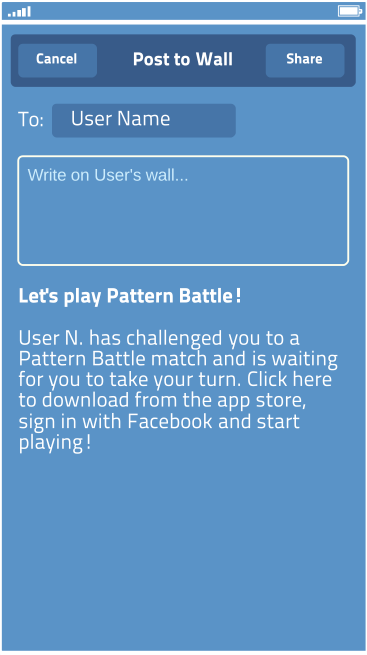 Cancel Post to Wall Share
To: User Name
Write on User's wall...
Let's play Pattern Battle!
User N. has challenged you to a
Pattern Battle match and is waiting
for you to take your turn. Click here
to download from the app store,
sign in with Facebook and start
playing!